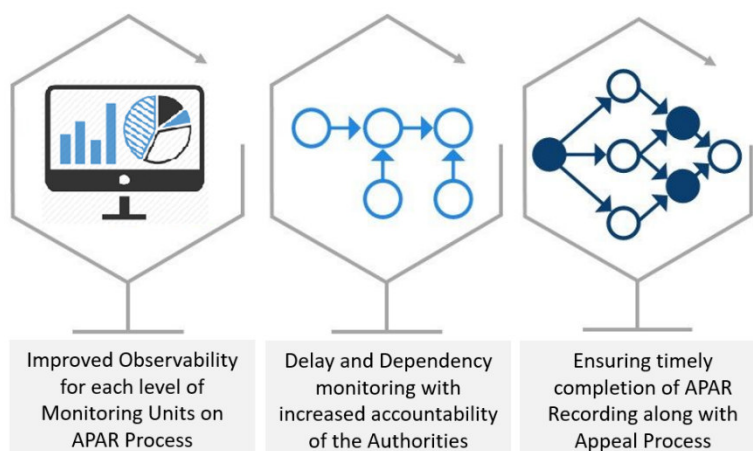 Improved Observability
for each level of
Monitoring Units on
APAR Process
Delay and Dependency
monitoring with
increased accountability
of the Authorities
Ensuring timely
completion of APAR
Recording along with
Appeal Process